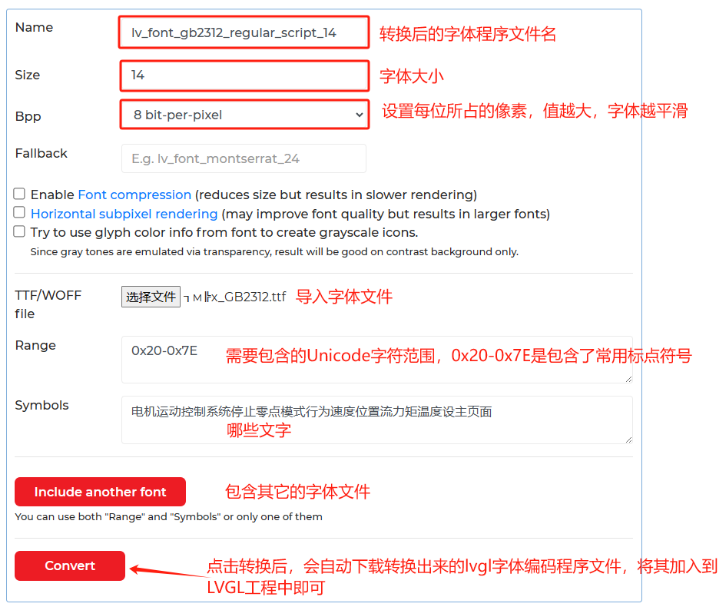 Name lv_font_gb2312_regular_script_14 转换后的字体程序文件名
Size 14 字体大小
Bpp 8 bit-per-pixel 设置每位所占的像素，值越大，字体越平滑
Fallback E.g. lv_font_montserrat_24
Enable Font compression (reduces size but results in slower rendering)
Horizontal subpixel rendering (may improve font quality but results in larger fonts)
Try to use glyph color info from font to create grayscale icons.
Since gray tones are emulated via transparency, result will be good on contrast background only.
TTF/WOFF file 选择文件 _GB2312.ttf 导入字体文件
Range 0x20-0x7E 需要包含的Unicode字符范围，0x20-0x7E是包含了常用标点符号
Symbols 电机运动控制系统停止零点模式行为速度位置流力矩温度设主页面
哪些文字
Include another font 包含其它的字体文件
You can use both "Range" and "Symbols" or only one of them
Convert 点击转换后，会自动下载转换出来的lvgl字体编码程序文件，将其加入到
LVGL工程中即可